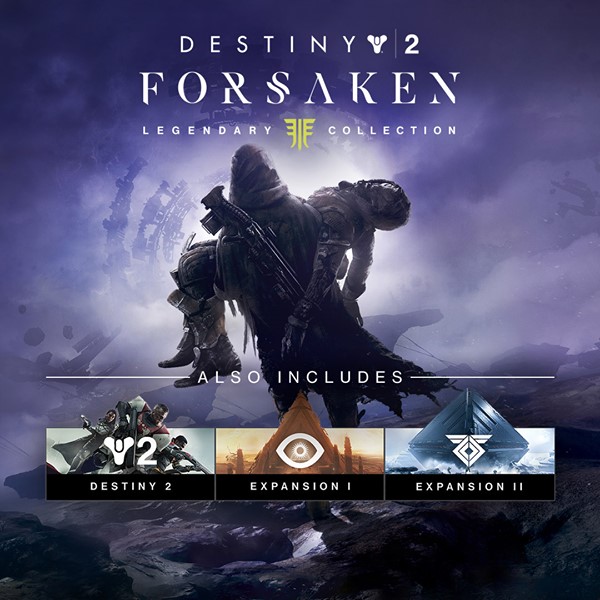 DESTINY 2
FORSAKEN
LEGENDARY COLLECTION
ALSO INCLUDES
2
DESTINY 2
EXPANSION I
EXPANSION II